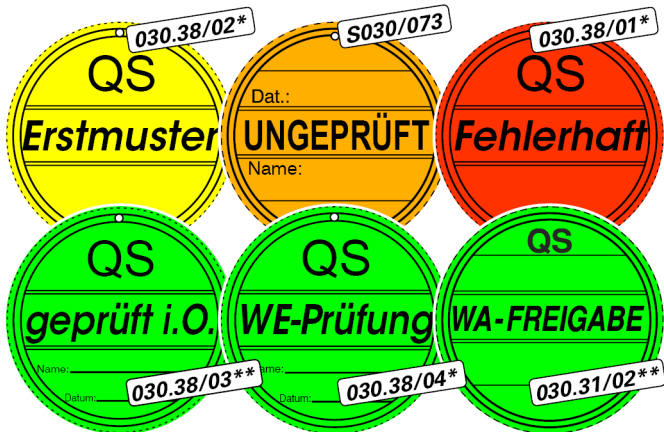 030.38/02*
QS
Erstmuster
S030/073
Dat.:
UNGEPRÜFT
Name:
030.38/01*
QS
Fehlerhaft
QS
geprüft i.O.
Name:
Datum:
030.38/03**
QS
WE-Prüfung
ame:
Datum:
030.38/04*
QS
WA-FREIGABE
030.31/02**